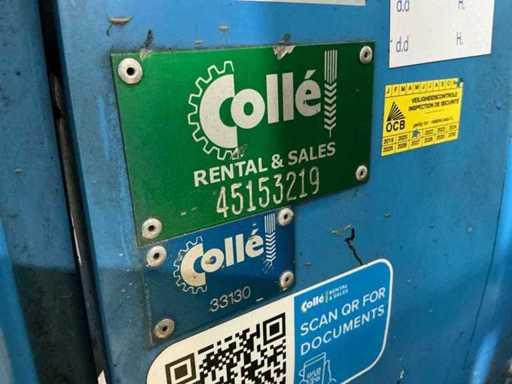 d.d H.
d.d H.
Collé
RENTAL & SALES
45153219
J F M A M J J A S O N D
VEILIGHEIDSCONTROLE
INSPECTION DE SECURITE
OCB
Collé
33130
Collé RENTAL & SALES
SCAN QR FOR
DOCUMENTS